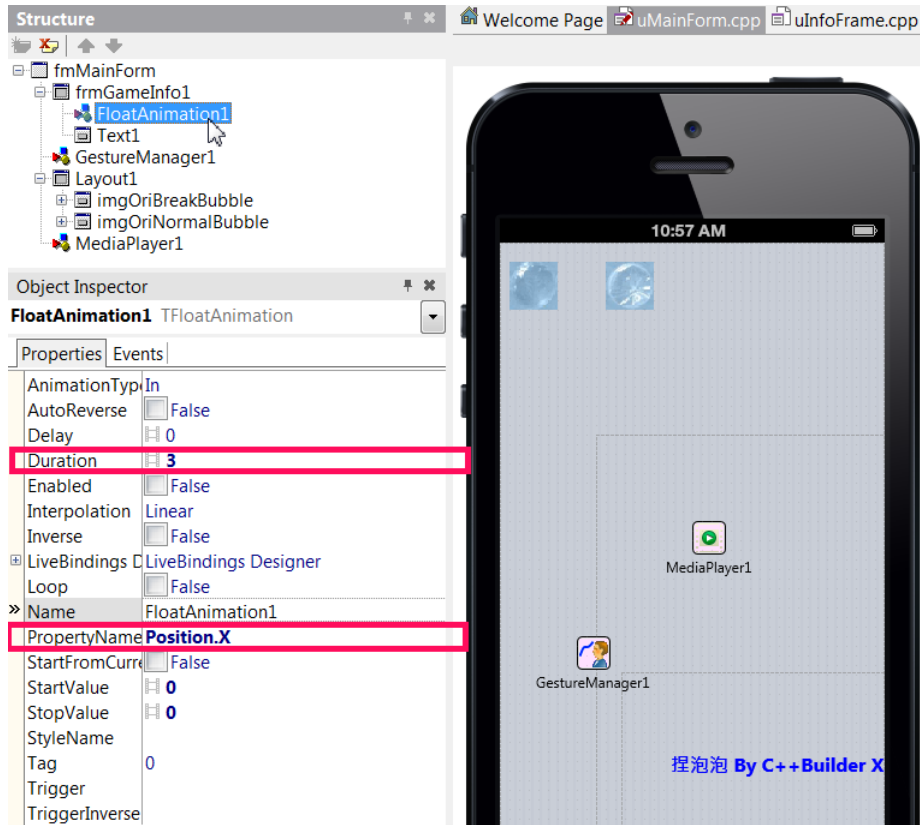 Structure
Welcome Page uMainForm.cpp uInfoFrame.cpp
fmMainForm
frmGameInfo1
FloatAnimation1
Text1
GestureManager1
Layout1
imgOriBreakBubble
imgOriNormalBubble
MediaPlayer1
Object Inspector
FloatAnimation1 TFloatAnimation
Properties Events
AnimationTyp In
AutoReverse False
Delay 0
Duration 3
Enabled False
Interpolation Linear
Inverse False
LiveBindings D LiveBindings Designer
Loop False
» Name FloatAnimation1
PropertyName Position.X
StartFromCurre False
StartValue 0
StopValue 0
StyleName
Tag 0
Trigger
TriggerInverse
10:57 AM
MediaPlayer1
GestureManager1
捏泡泡 By C++Builder X